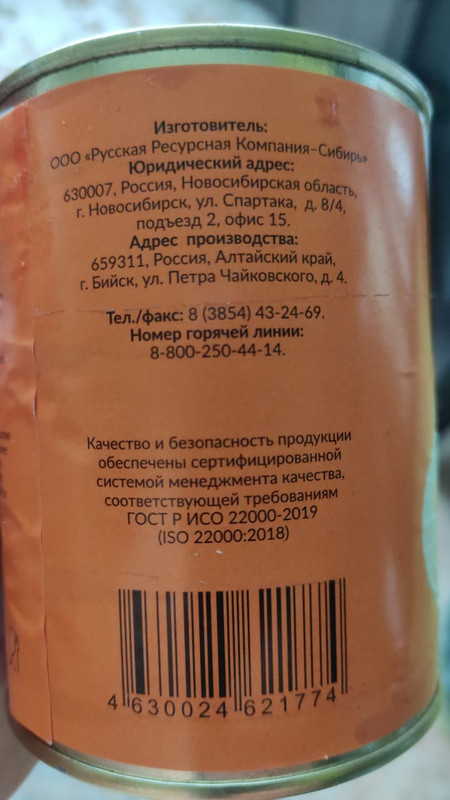 Изготовитель:
ООО «Русская Ресурсная Компания–Сибирь»
Юридический адрес:
630007, Россия, Новосибирская область,
г. Новосибирск, ул. Спартака, д. 8/4,
подъезд 2, офис 15.
Адрес производства:
659311, Россия, Алтайский край,
г. Бийск, ул. Петра Чайковского, д. 4.
Тел./факс: 8 (3854) 43-24-69.
Номер горячей линии:
8-800-250-44-14.
Качество и безопасность продукции
обеспечены сертифицированной
системой менеджмента качества,
соответствующей требованиям
ГОСТ Р ИСО 22000-2019
(ISO 22000:2018)
4 630024 621774